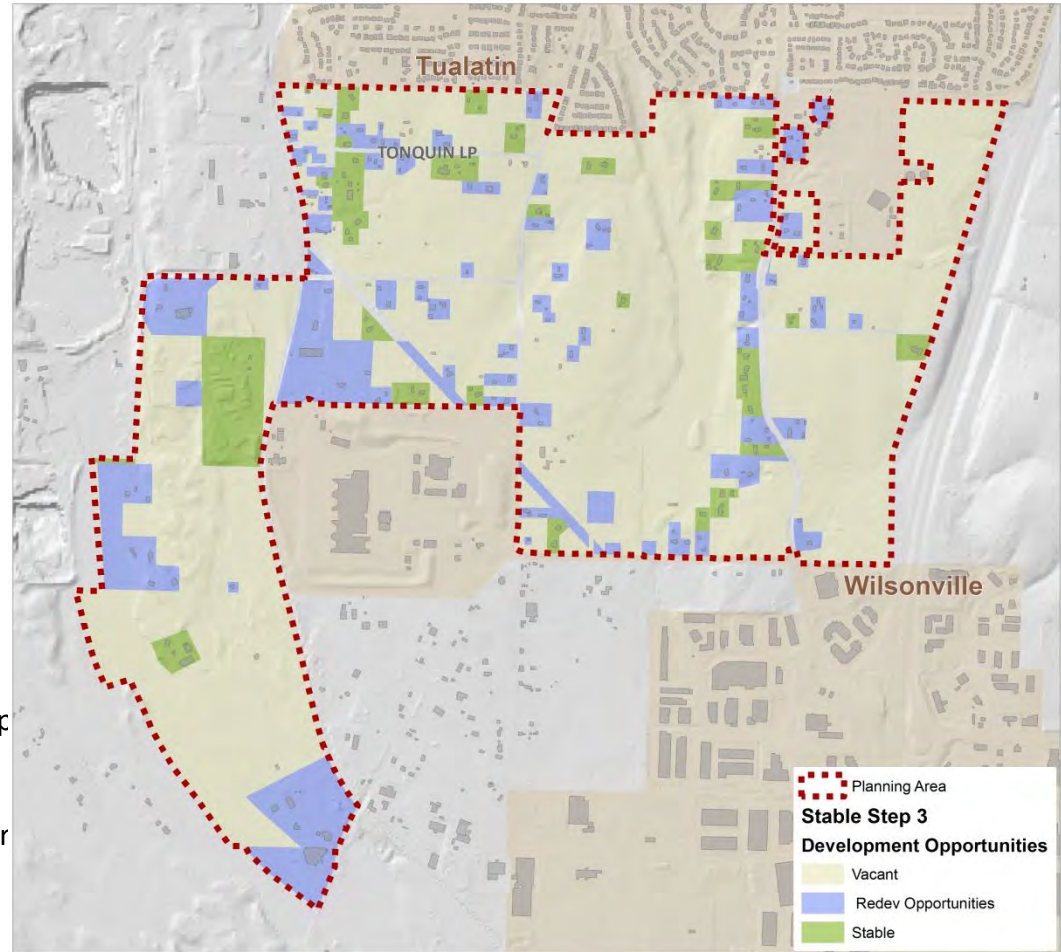 Tualatin
TONQUIN LP
Wilsonville
p
r
Planning Area
Stable Step 3
Development Opportunities
Vacant
Redev Opportunities
Stable